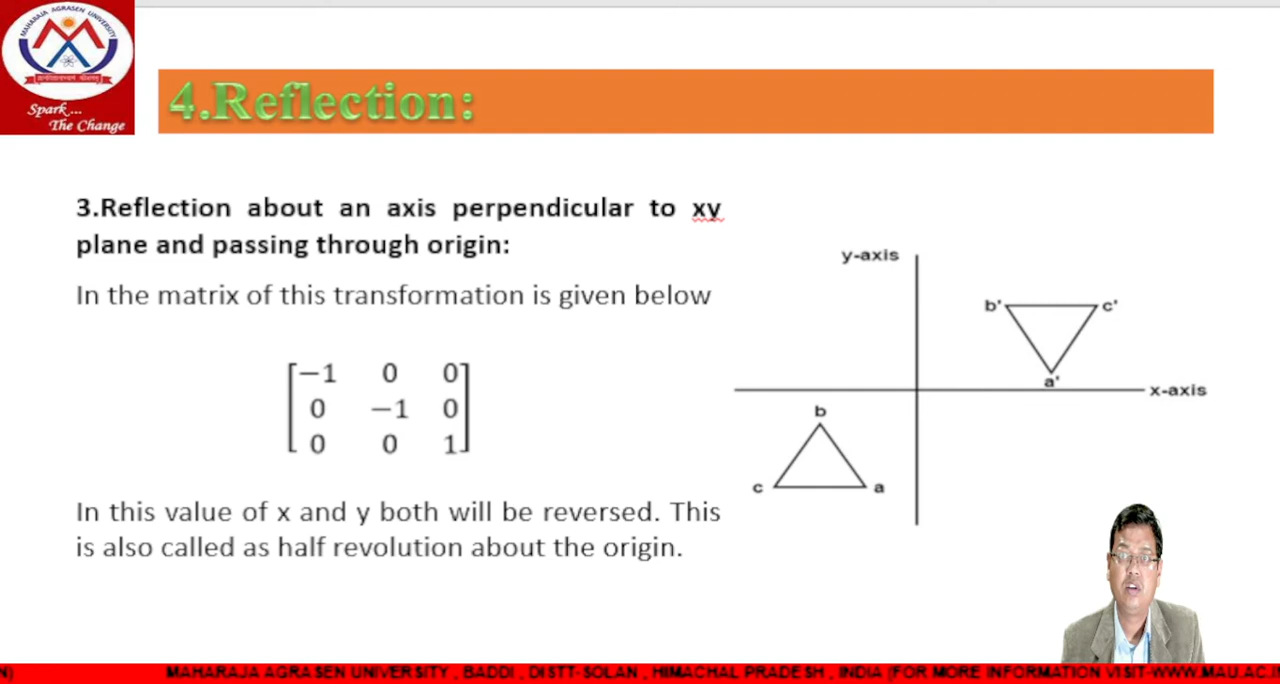 MAHARAJA AGRASEN UNIVERSITY
Spark...
The Change
4.Reflection:
3.Reflection about an axis perpendicular to xy
plane and passing through origin:
In the matrix of this transformation is given below
−1 0 0
0 −1 0
0 0 1
In this value of x and y both will be reversed. This
is also called as half revolution about the origin.
y-axis
b' c'
a'
x-axis
b
c a
N) MAHARAJA AGRASEN UNIVERSITY , BADDI , DISTT- SOLAN , HIMACHAL PRADESH , INDIA (FOR MORE INFORMATION VISIT-WWW.MAU.AC.I